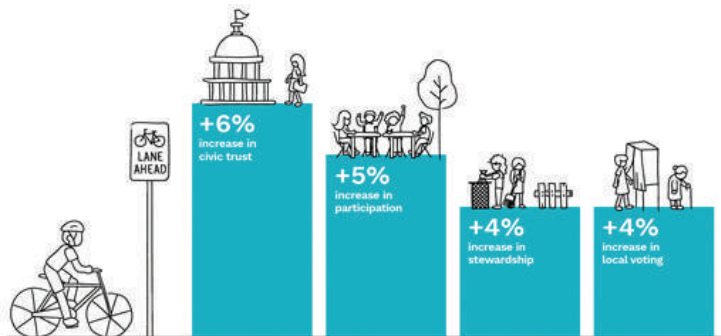 LANE
AHEAD
+6%
increase in
civic trust
+5%
increase in
participation
+4%
increase in
stewardship
+4%
increase in
local voting